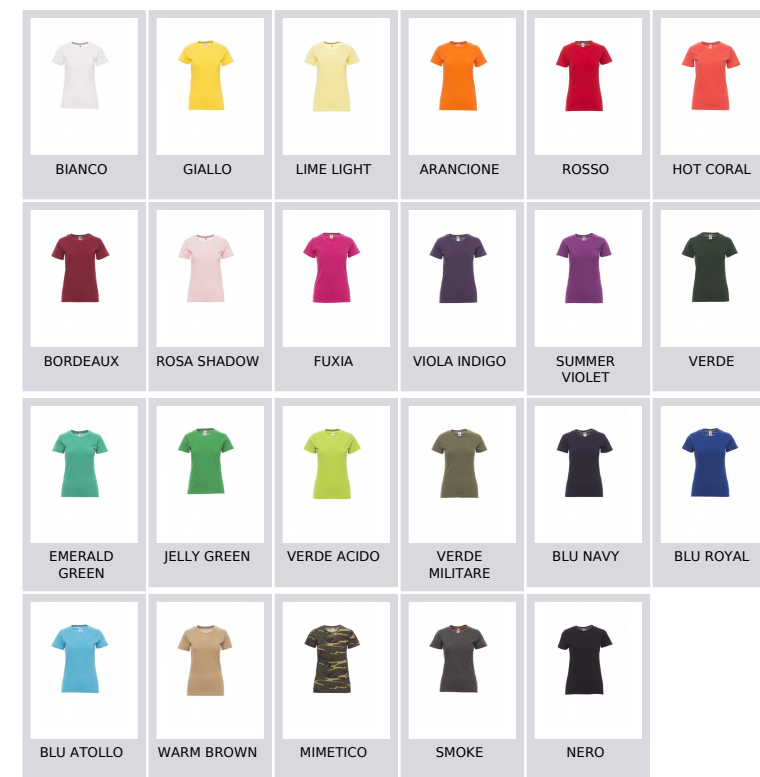 BIANCO
GIALLO
LIME LIGHT
ARANCIONE
ROSSO
HOT CORAL
BORDEAUX
ROSA SHADOW
FUXIA
VIOLA INDIGO
SUMMER
VIOLET
VERDE
EMERALD
GREEN
JELLY GREEN
VERDE ACIDO
VERDE
MILITARE
BLU NAVY
BLU ROYAL
BLU ATOLLO
WARM BROWN
MIMETICO
SMOKE
NERO